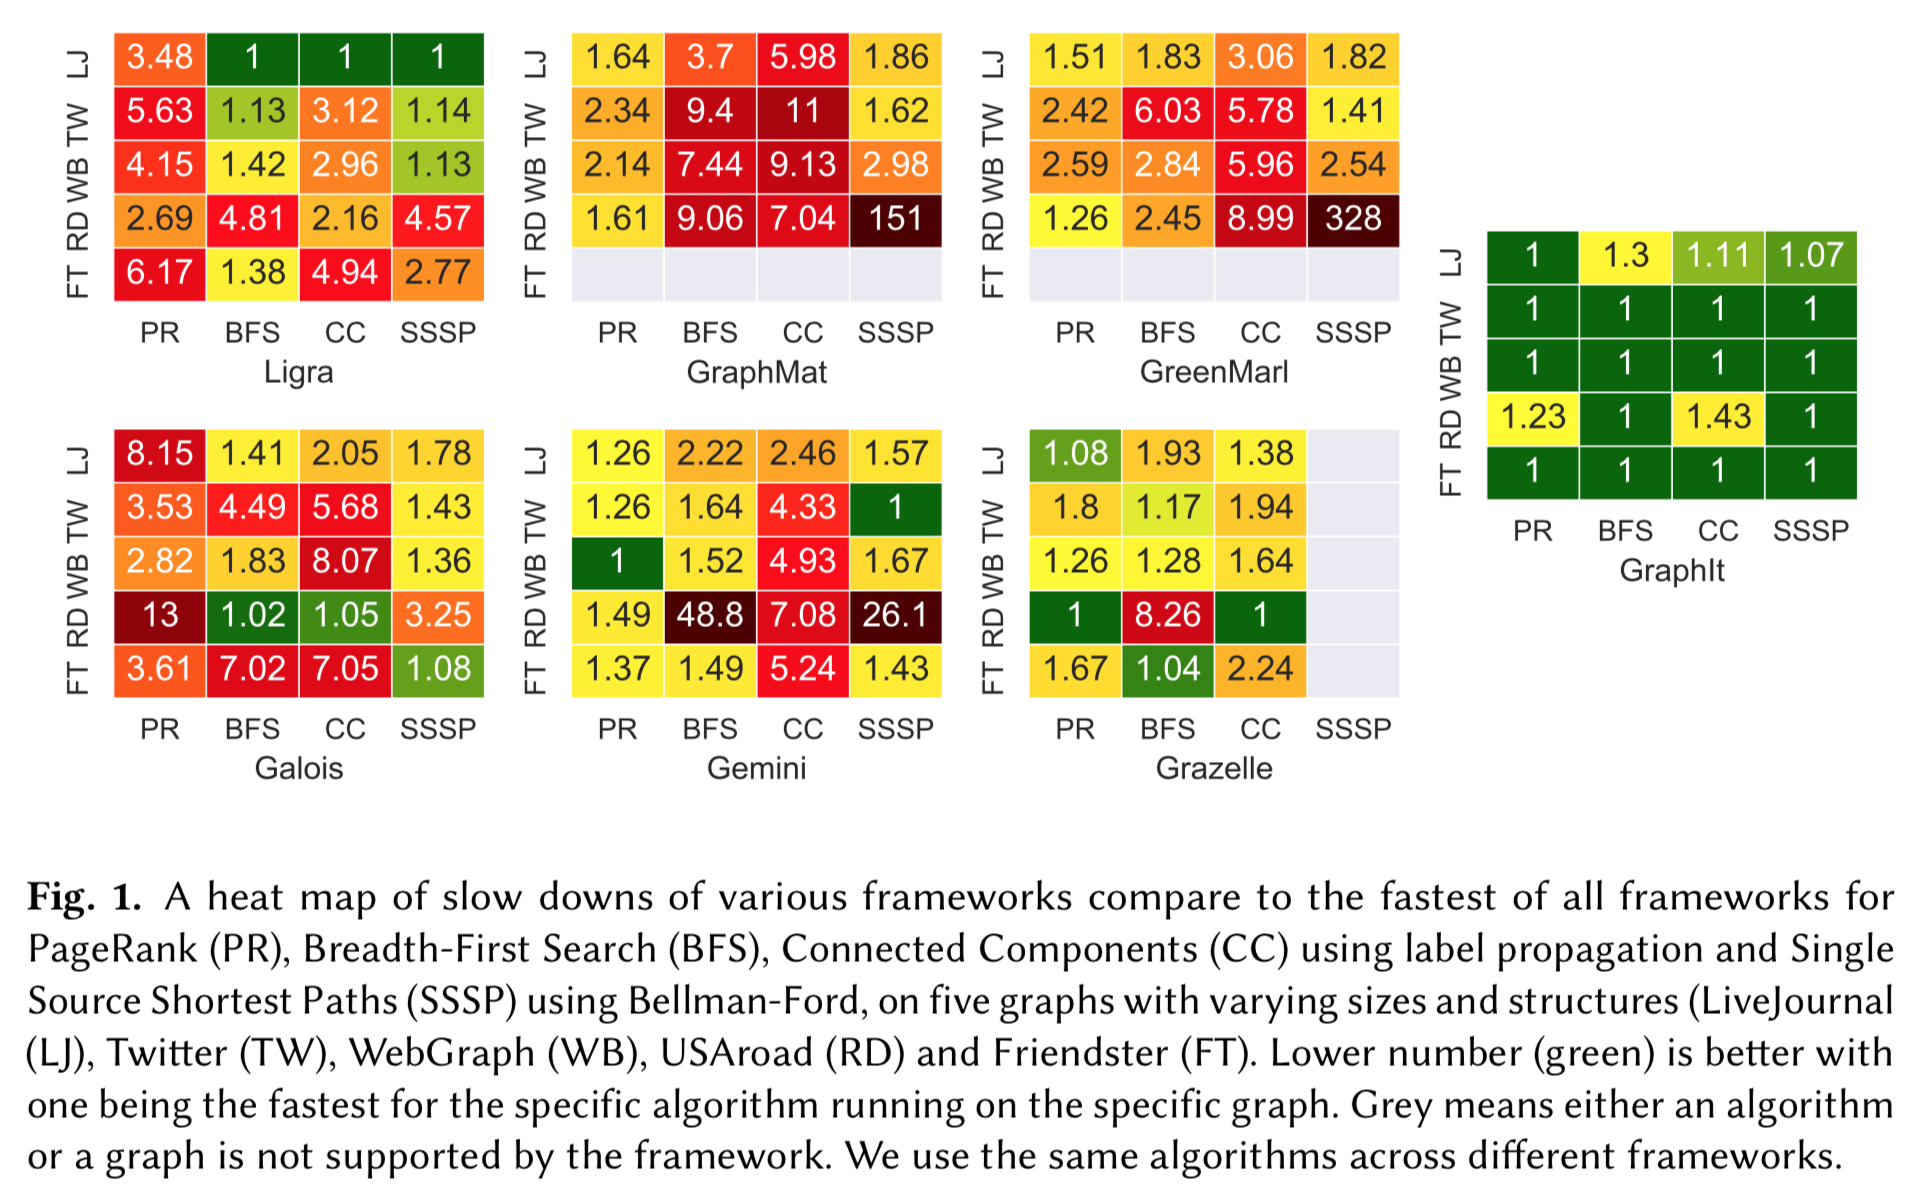 LJ 3.48 1 1 1
TW 5.63 1.13 3.12 1.14
WB 4.15 1.42 2.96 1.13
RD 2.69 4.81 2.16 4.57
FT 6.17 1.38 4.94 2.77
PR BFS CC SSSP
Ligra
LJ 1.64 3.7 5.98 1.86
TW 2.34 9.4 11 1.62
WB 2.14 7.44 9.13 2.98
RD 1.61 9.06 7.04 151
FT
PR BFS CC SSSP
GraphMat
LJ 1.51 1.83 3.06 1.82
TW 2.42 6.03 5.78 1.41
WB 2.59 2.84 5.96 2.54
RD 1.26 2.45 8.99 328
FT
PR BFS CC SSSP
GreenMarl
LJ 8.15 1.41 2.05 1.78
TW 3.53 4.49 5.68 1.43
WB 2.82 1.83 8.07 1.36
RD 13 1.02 1.05 3.25
FT 3.61 7.02 7.05 1.08
PR BFS CC SSSP
Galois
LJ 1.26 2.22 2.46 1.57
TW 1.26 1.64 4.33 1
WB 1 1.52 4.93 1.67
RD 1.49 48.8 7.08 26.1
FT 1.37 1.49 5.24 1.43
PR BFS CC SSSP
Gemini
LJ 1.08 1.93 1.38
TW 1.8 1.17 1.94
WB 1.26 1.28 1.64
RD 1 8.26 1
FT 1.67 1.04 2.24
PR BFS CC SSSP
Grazelle
LJ 1 1.3 1.11 1.07
TW 1 1 1 1
WB 1 1 1 1
RD 1.23 1 1.43 1
FT 1 1 1 1
PR BFS CC SSSP
GraphIt
Fig. 1. A heat map of slow downs of various frameworks compare to the fastest of all frameworks for
PageRank (PR), Breadth-First Search (BFS), Connected Components (CC) using label propagation and Single
Source Shortest Paths (SSSP) using Bellman-Ford, on five graphs with varying sizes and structures (LiveJournal
(LJ), Twitter (TW), WebGraph (WB), USAroad (RD) and Friendster (FT). Lower number (green) is better with
one being the fastest for the specific algorithm running on the specific graph. Grey means either an algorithm
or a graph is not supported by the framework. We use the same algorithms across different frameworks.